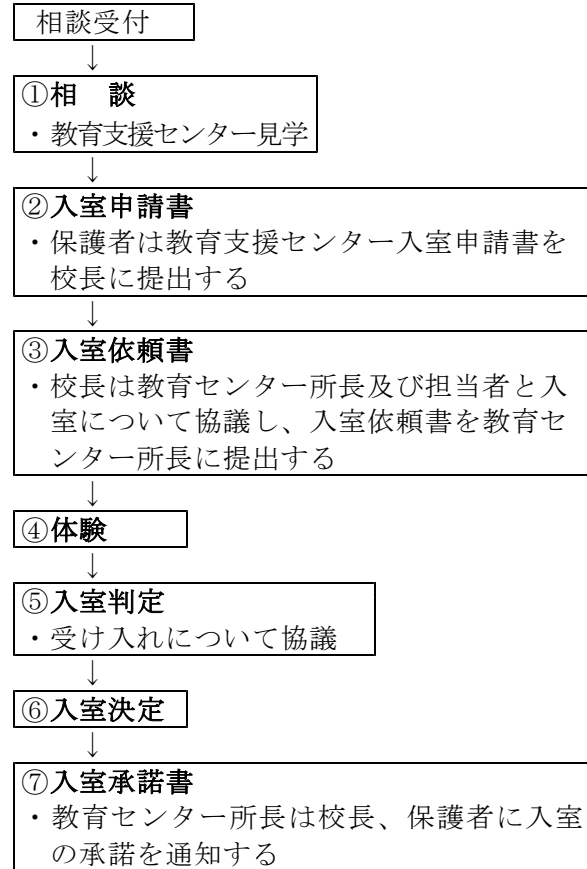 相談受付
↓
①相　談
・教育支援センター見学
↓
②入室申請書
・保護者は教育支援センター入室申請書を
校長に提出する
↓
③入室依頼書
・校長は教育センター所長及び担当者と入
室について協議し、入室依頼書を教育セ
ンター所長に提出する
↓
④体験
↓
⑤入室判定
・受け入れについて協議
↓
⑥入室決定
↓
⑦入室承諾書
・教育センター所長は校長、保護者に入室
の承諾を通知する